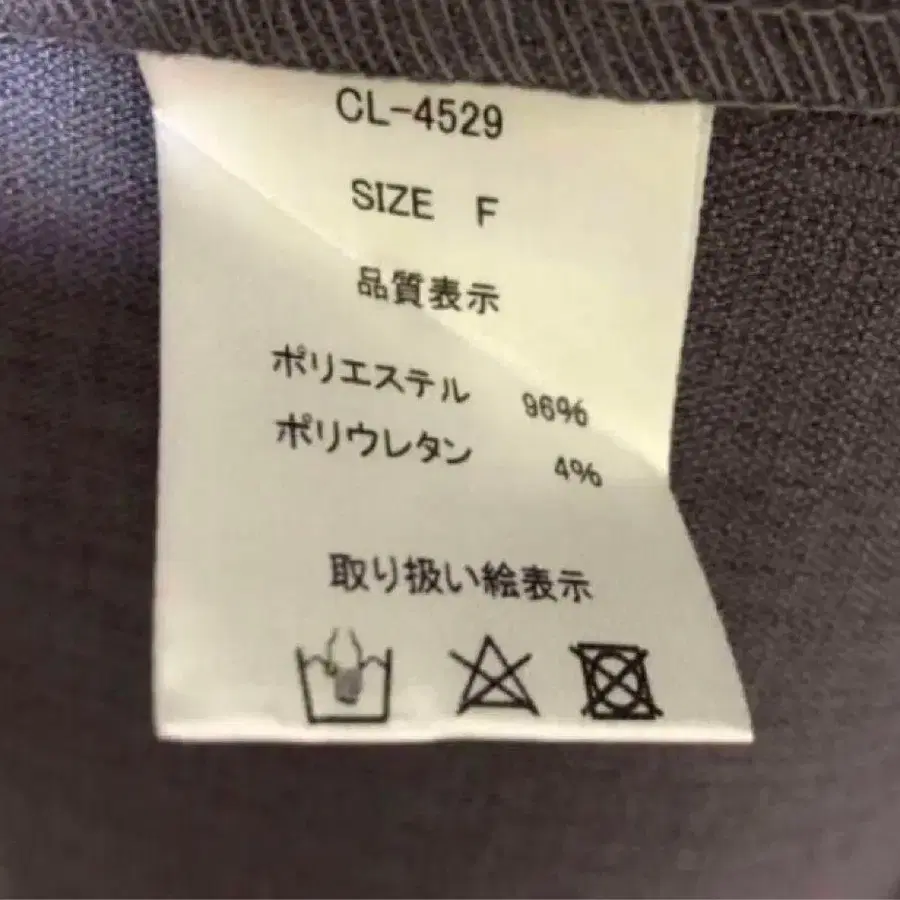 CL-4529
SIZE F
品質表示
ポリエステル 96%
ポリウレタン 4%
取り扱い絵表示